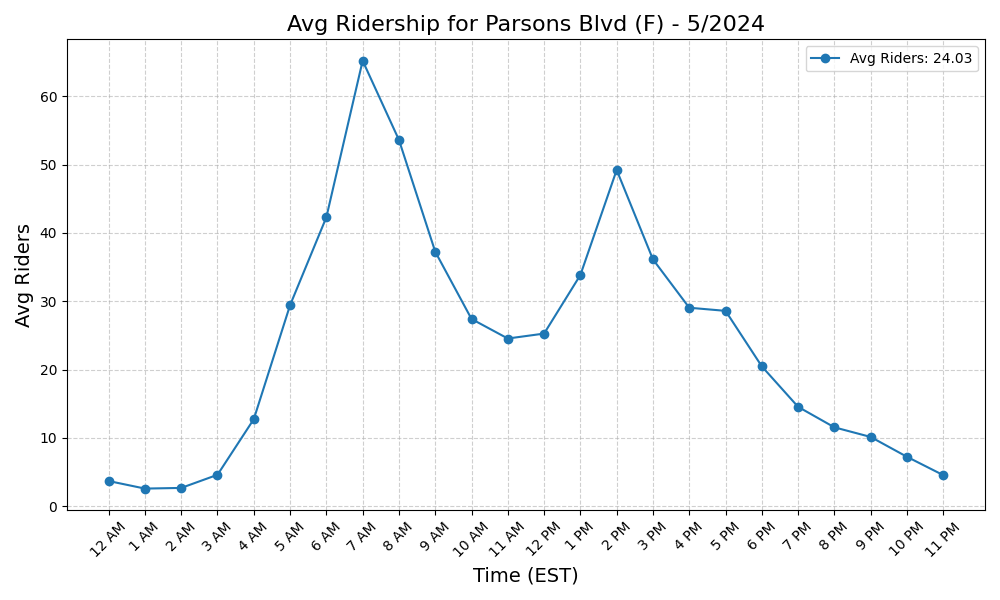 Avg Ridership for Parsons Blvd (F) - 5/2024
Avg Riders: 24.03
Avg Riders
60
50
40
30
20
10
0
12 AM
1 AM
2 AM
3 AM
4 AM
5 AM
6 AM
7 AM
8 AM
9 AM
10 AM
11 AM
12 PM
1 PM
2 PM
3 PM
4 PM
5 PM
6 PM
7 PM
8 PM
9 PM
10 PM
11 PM
Time (EST)